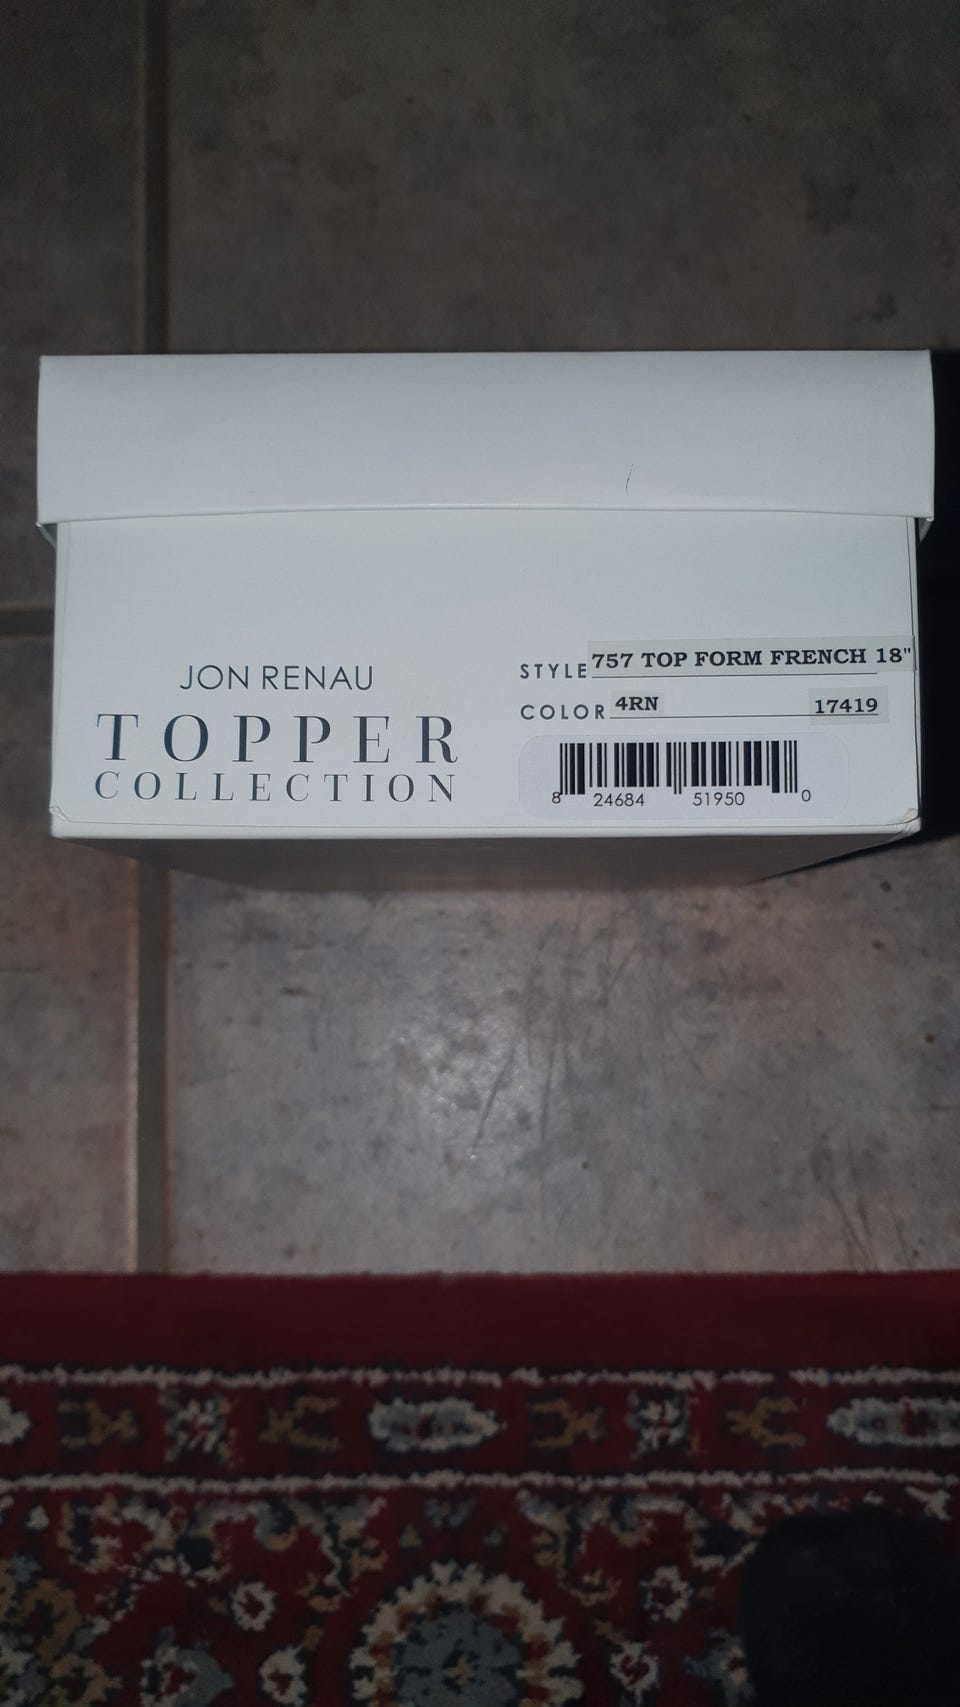 JON RENAU
TOPPER
COLLECTION
STYLE 757 TOP FORM FRENCH 18"
COLOR 4RN 17419
8 24684 51950 0